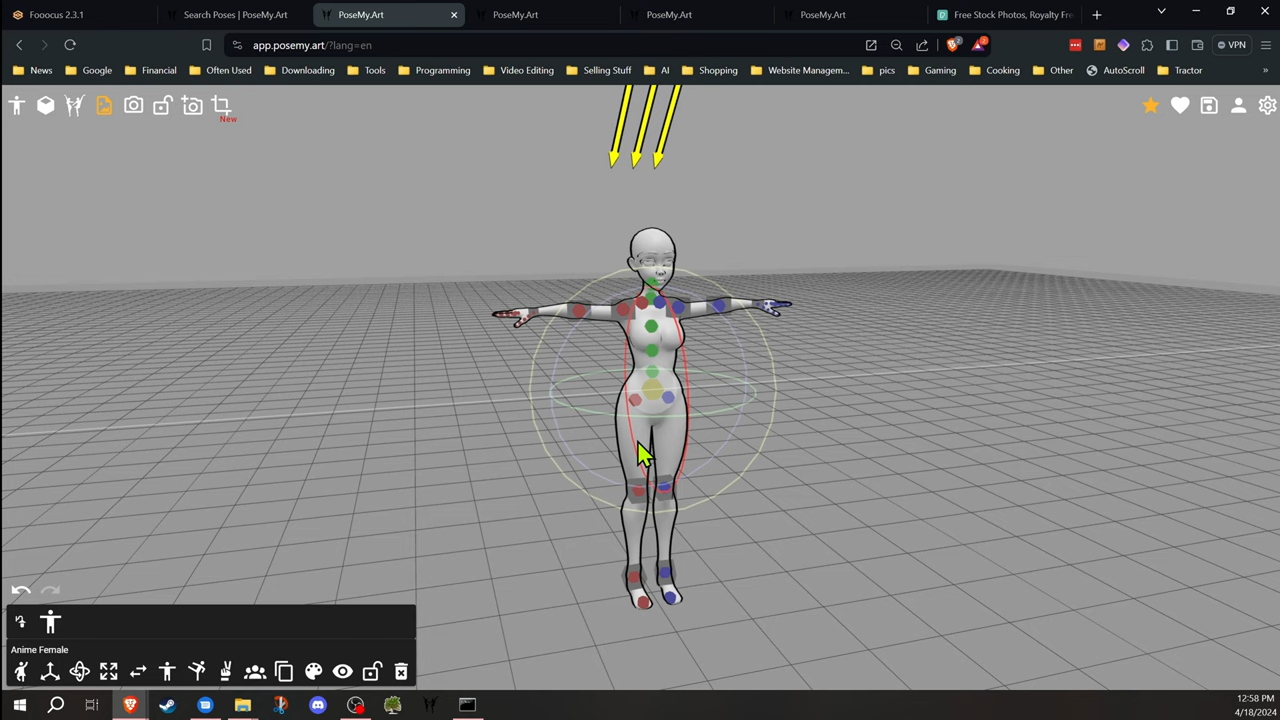 Fooocus 2.3.1
Search Poses | PoseMy.Art
PoseMy.Art
PoseMy.Art
PoseMy.Art
PoseMy.Art
Free Stock Photos, Royalty Fre
app.posemy.art/?lang=en
2
2
VPN
News
Google
Financial
Often Used
Downloading
Tools
Programming
Video Editing
Selling Stuff
AI
Shopping
Website Managem...
pics
Gaming
Cooking
Other
AutoScroll
Tractor
New
Anime Female
12:58 PM
4/18/2024